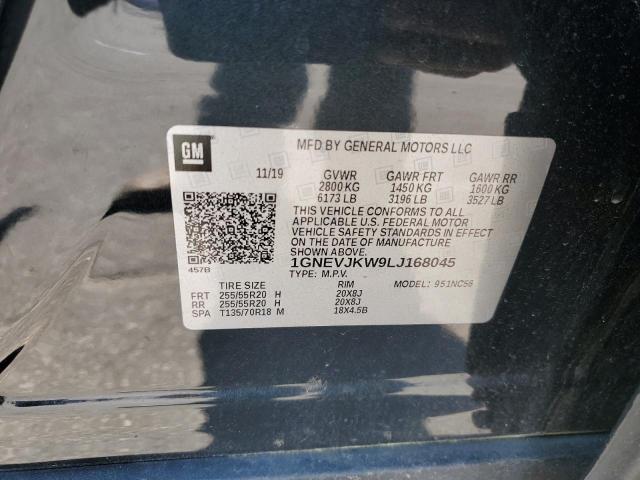 GM
MFD BY GENERAL MOTORS LLC
11/19 GVWR GAWR FRT GAWR RR
2800 KG 1450 KG 1600 KG
6173 LB 3196 LB 3527 LB
THIS VEHICLE CONFORMS TO ALL
APPLICABLE U.S. FEDERAL MOTOR
VEHICLE SAFETY STANDARDS IN EFFECT
ON THE DATE OF MANUFACTURE
SHOWN ABOVE.
1GNEVJKW9LJ168045
457B
TYPE: M.P.V.
MODEL: 951NC56
TIRE SIZE RIM
FRT 255/55R20 H 20X8J
RR 255/55R20 H 20X8J
SPA T135/70R18 M 18X4.5B